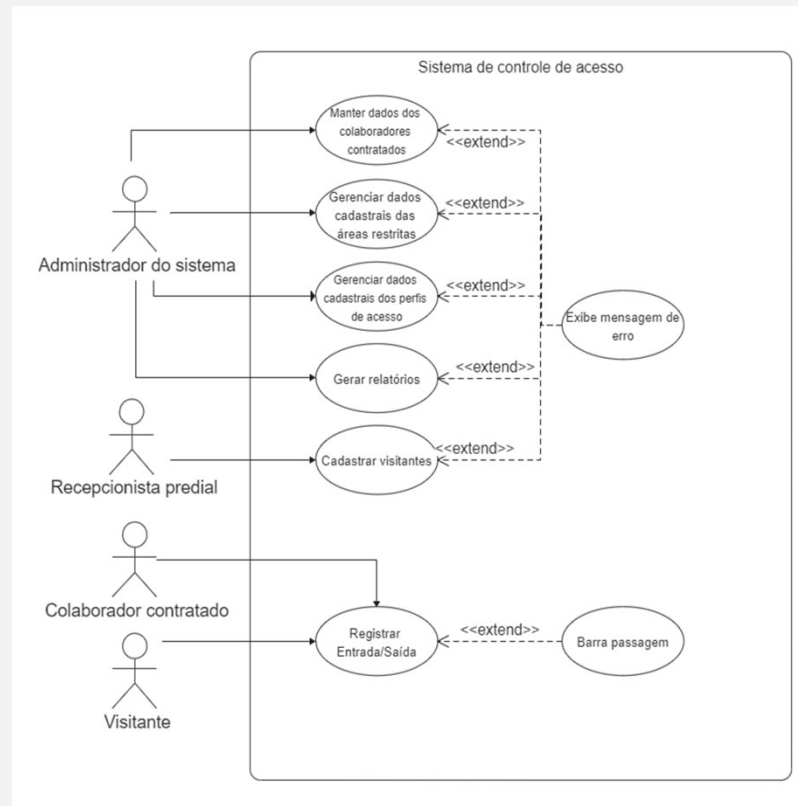 Sistema de controle de acesso
Manter dados dos
colaboradores
contratados
<<extend>>
Gerenciar dados
cadastrais das
áreas restritas
<<extend>>
Administrador do sistema
Gerenciar dados
cadastrais dos perfis
de acesso
<<extend>>
Exibe mensagem de
erro
Gerar relatórios
<<extend>>
Cadastrar visitantes
<<extend>>
Recepcionista predial
Colaborador contratado
Registrar
Entrada/Saída
<<extend>>
Barra passagem
Visitante